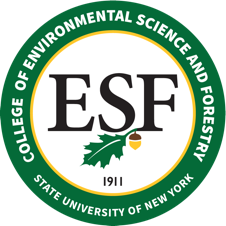 COLLEGE OF ENVIRONMENTAL SCIENCE AND FORESTRY
ESF
1911
STATE UNIVERSITY OF NEW YORK